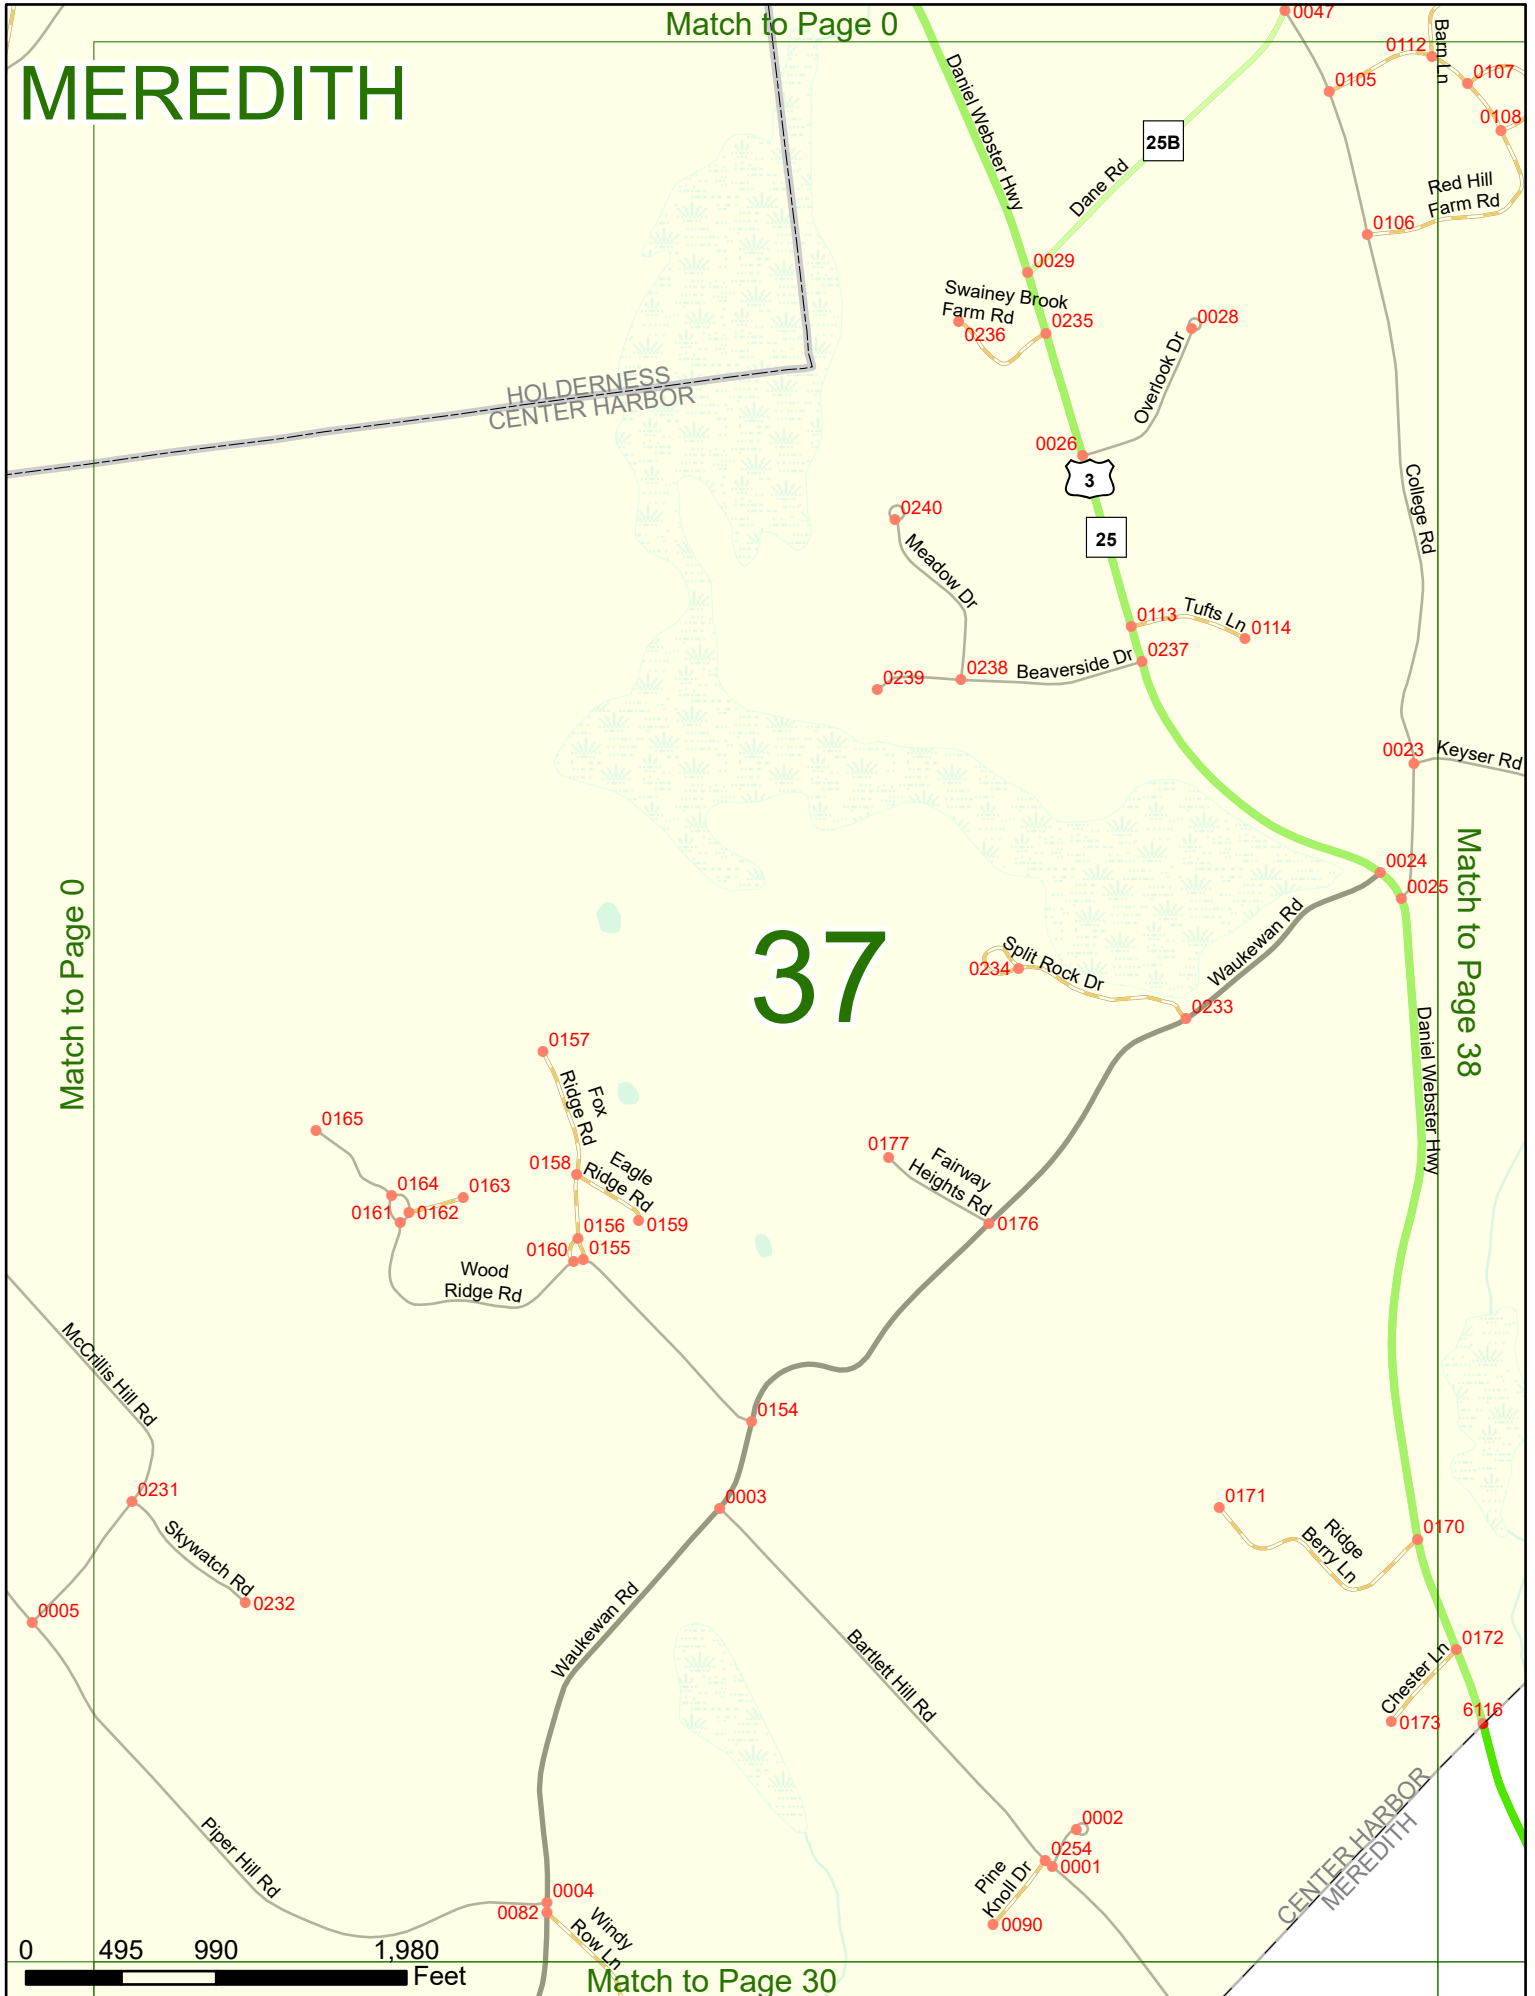 Match to Page 0
0047
MEREDITH
Barn Ln
0112
0107
0105
0108
Daniel Webster Hwy
25B
Dane Rd
Red Hill
Farm Rd
0106
0029
Swainey Brook
Farm Rd
0236
0235
0028
Overlook Dr
HOLDERNESS
CENTER HARBOR
0026
3
25
College Rd
0240
Meadow Dr
0113
Tufts Ln
0114
0237
Beaverside Dr
0238
0239
0023
Keyser Rd
0024
0025
Match to Page 0
Match to Page 38
37
Waukewan Rd
Split Rock Dr
0234
0233
Daniel Webster Hwy
0157
Fox
Ridge Rd
0165
0158
Eagle
Ridge Rd
0159
0177
Fairway
Heights Rd
0176
0164
0163
0161
0162
0156
0160
0155
Wood
Ridge Rd
McCrillis Hill Rd
0154
0231
0003
0171
0170
Ridge
Berry Ln
Skywatch Rd
0232
0005
Waukewan Rd
Bartlett Hill Rd
0172
Chester Ln
0173
6116
CENTER HARBOR
MEREDITH
Piper Hill Rd
0002
0254
0001
Pine
Knoll Dr
0090
0004
0082
Windy
Row Ln
0 495 990 1,980
Feet
Match to Page 30